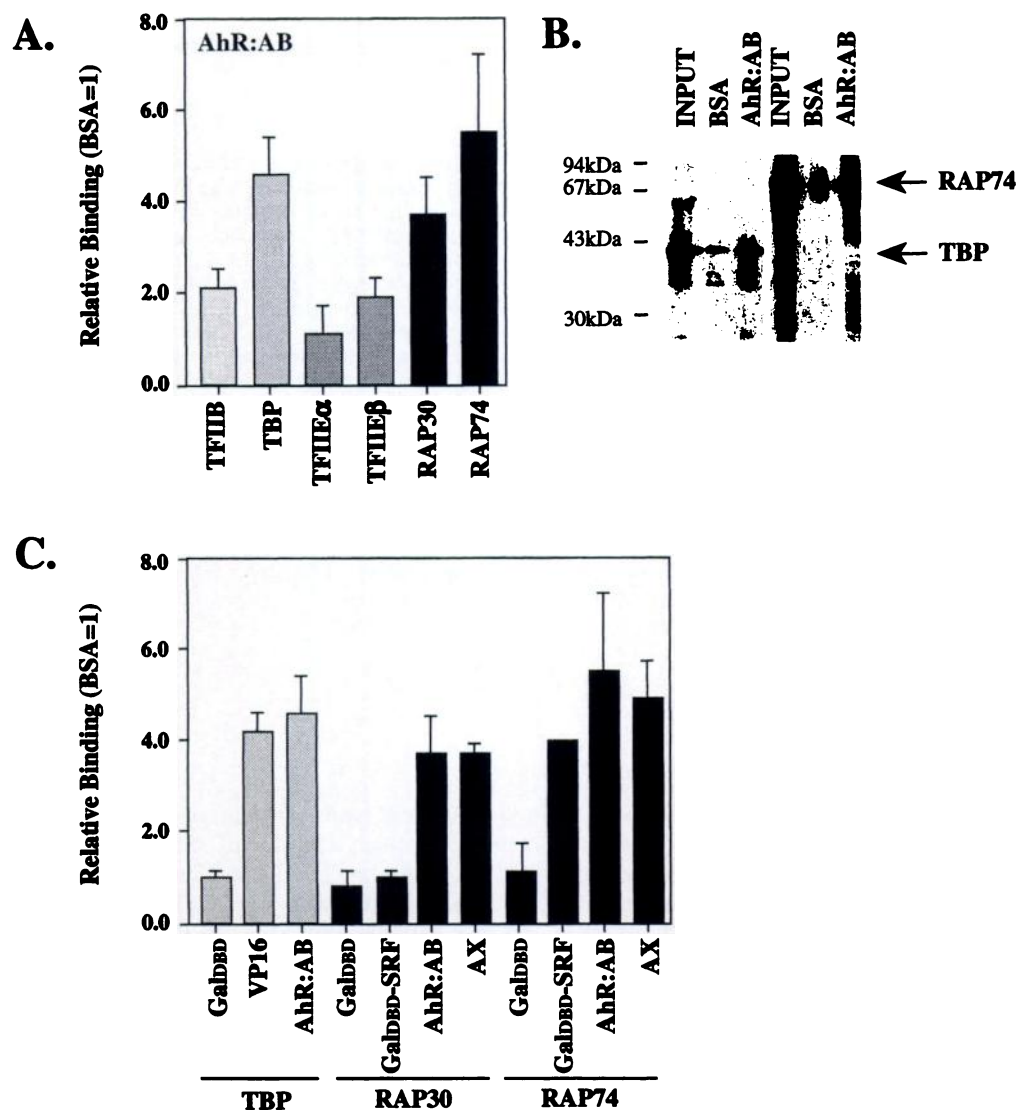 A.
Relative Binding (BSA=1)
8.0
6.0
4.0
2.0
0.0
AhR:AB
TFIIB
TBP
TFIIEα
TFIIEβ
RAP30
RAP74
B.
INPUT
BSA
AhR:AB
INPUT
BSA
AhR:AB
94kDa
67kDa
43kDa
30kDa
RAP74
TBP
C.
Relative Binding (BSA=1)
8.0
6.0
4.0
2.0
0.0
GalDBD
VP16
AhR:AB
GalDBD
GalDBD-SRF
AhR:AB
AX
GalDBD
GalDBD-SRF
AhR:AB
AX
TBP
RAP30
RAP74